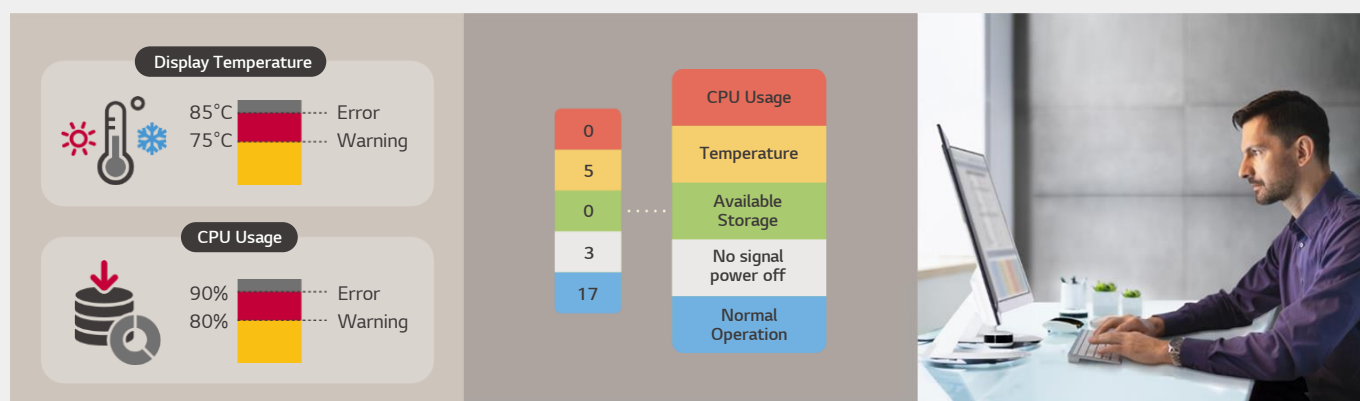 Display Temperature
85°C
Error
75°C
Warning
CPU Usage
90%
Error
80%
Warning
0
5
0
3
17
CPU Usage
Temperature
Available
Storage
No signal
power off
Normal
Operation